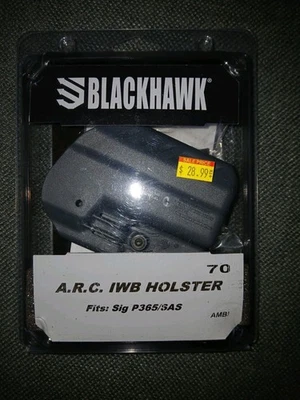 BLACKHAWK
SALE PRICE
$ 28.99
70
A.R.C. IWB HOLSTER
Fits: Sig P365/SAS
AMBI